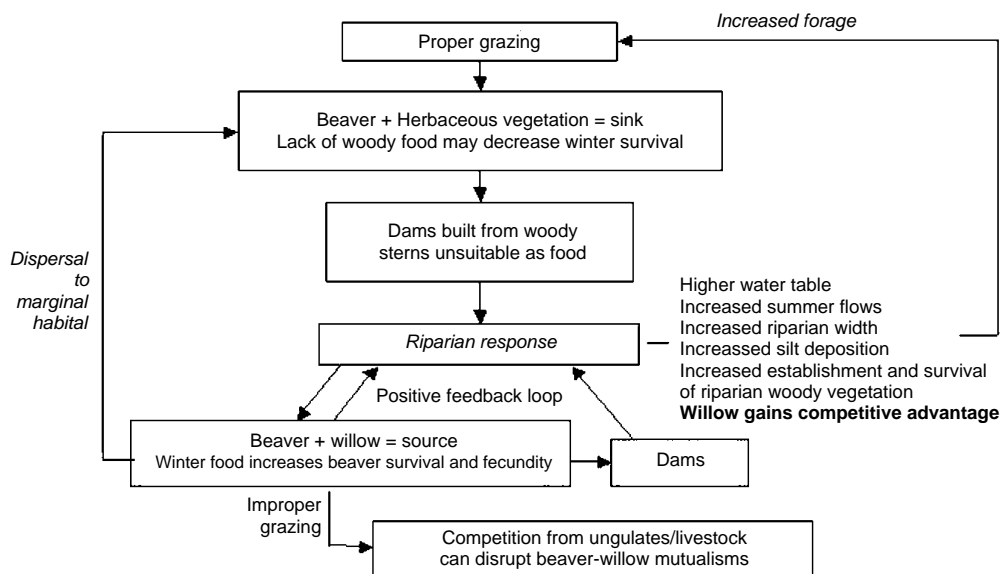 Increased forage
Proper grazing
Beaver + Herbaceous vegetation = sink
Lack of woody food may decrease winter survival
Dams built from woody
sterns unsuitable as food
Dispersal
to
marginal
habital
Higher water table
Increased summer flows
Increased riparian width
Increassed silt deposition
Increased establishment and survival
of riparian woody vegetation
Willow gains competitive advantage
Riparian response
Positive feedback loop
Beaver + willow = source
Winter food increases beaver survival and fecundity
Dams
Improper
grazing
Competition from ungulates/livestock
can disrupt beaver-willow mutualisms